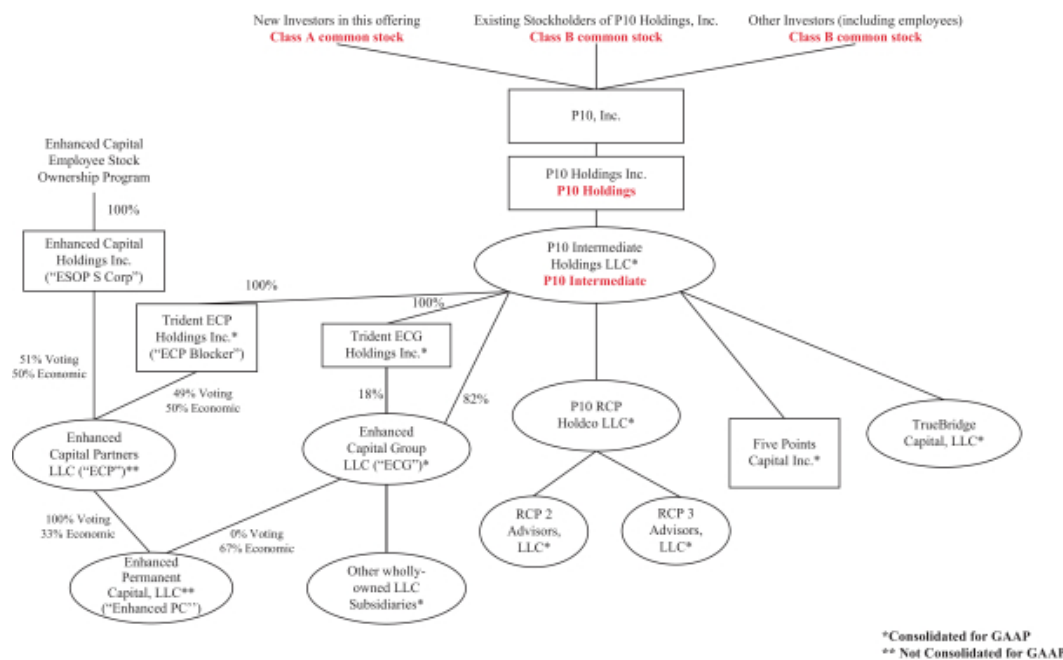 New Investors in this offering
Class A common stock
Existing Stockholders of P10 Holdings, Inc.
Class B common stock
Other Investors (including employees)
Class B common stock
P10, Inc.
P10 Holdings Inc.
P10 Holdings
Enhanced Capital
Employee Stock
Ownership Program
100%
Enhanced Capital
Holdings Inc.
(“ESOP S Corp”)
P10 Intermediate
Holdings LLC*
P10 Intermediate
100%
100%
Trident ECP
Holdings Inc.*
(“ECP Blocker”)
Trident ECG
Holdings Inc.*
51% Voting
50% Economic
49% Voting
50% Economic
18%
82%
Enhanced
Capital Partners
LLC (“ECP”)**
Enhanced
Capital Group
LLC (“ECG”)*
P10 RCP
Holdco LLC*
Five Points
Capital Inc.*
TrueBridge
Capital, LLC*
100% Voting
33% Economic
0% Voting
67% Economic
RCP 2
Advisors,
LLC*
RCP 3
Advisors,
LLC*
Enhanced
Permanent
Capital, LLC**
(“Enhanced PC’’)
Other wholly-
owned LLC
Subsidiaries*
*Consolidated for GAAP
** Not Consolidated for GAAP